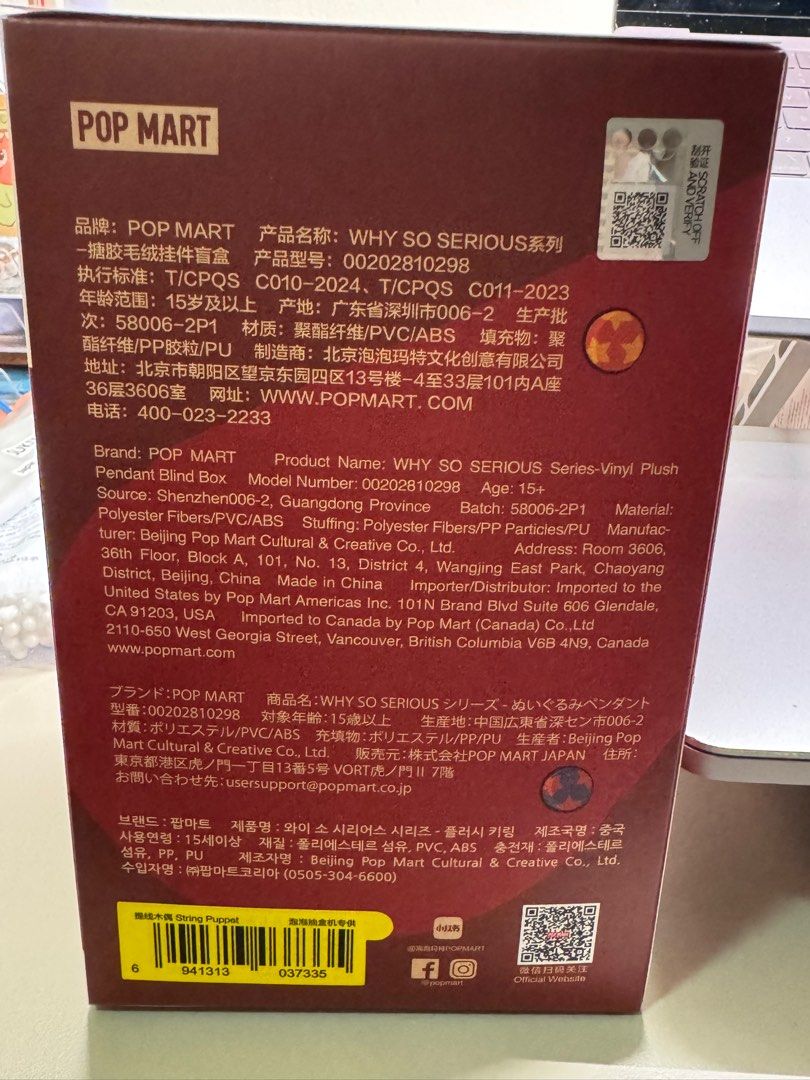 POP MART
刮开验证
SCRATCH OFF
AND VERIFY
品牌：POP MART 产品名称：WHY SO SERIOUS系列
-搪胶毛绒挂件盲盒 产品型号：00202810298
执行标准：T/CPQS C010-2024、T/CPQS C011-2023
年龄范围：15岁及以上 产地：广东省深圳市006-2 生产批
次：58006-2P1 材质：聚酯纤维/PVC/ABS 填充物：聚
酯纤维/PP胶粒/PU 制造商：北京泡泡玛特文化创意有限公司
地址：北京市朝阳区望京东园四区13号楼-4至33层101内A座
36层3606室 网址：WWW.POPMART.COM
电话：400-023-2233
Brand: POP MART Product Name: WHY SO SERIOUS Series-Vinyl Plush
Pendant Blind Box Model Number: 00202810298 Age: 15+
Source: Shenzhen006-2, Guangdong Province Batch: 58006-2P1 Material:
Polyester Fibers/PVC/ABS Stuffing: Polyester Fibers/PP Particles/PU Manufac-
turer: Beijing Pop Mart Cultural & Creative Co., Ltd. Address: Room 3606,
36th Floor, Block A, 101, No. 13, District 4, Wangjing East Park, Chaoyang
District, Beijing, China Made in China Importer/Distributor: Imported to the
United States by Pop Mart Americas Inc. 101N Brand Blvd Suite 606 Glendale,
CA 91203, USA Imported to Canada by Pop Mart (Canada) Co.,Ltd
2110-650 West Georgia Street, Vancouver, British Columbia V6B 4N9, Canada
www.popmart.com
ブランド：POP MART 商品名：WHY SO SERIOUS シリーズ - ぬいぐるみペンダント
型番：00202810298 対象年齢：15歳以上 生産地：中国広東省深セン市006-2
材質：ポリエステル/PVC/ABS 充填物：ポリエステル/PP/PU 生産者：Beijing Pop
Mart Cultural & Creative Co., Ltd. 販売元：株式会社POP MART JAPAN 住所：
東京都港区虎ノ門一丁目13番5号 VORT虎ノ門Ⅱ 7階
お問い合わせ先：usersupport@popmart.co.jp
브랜드 : 팝마트 제품명 : 와이 소 시리어스 시리즈 - 플러시 키링 제조국명 : 중국
사용연령 : 15세이상 재질 : 폴리에스테르 섬유, PVC, ABS 충전재 : 폴리에스테르
섬유, PP, PU 제조자명 : Beijing Pop Mart Cultural & Creative Co., Ltd.
수입자명 : ㈜팝마트코리아 (0505-304-6600)
提线木偶 String Puppet 泡泡抽盒机专供
6 941313 037335
小红书
@泡泡玛特POPMART
@popmart
微信扫码关注
Official Website